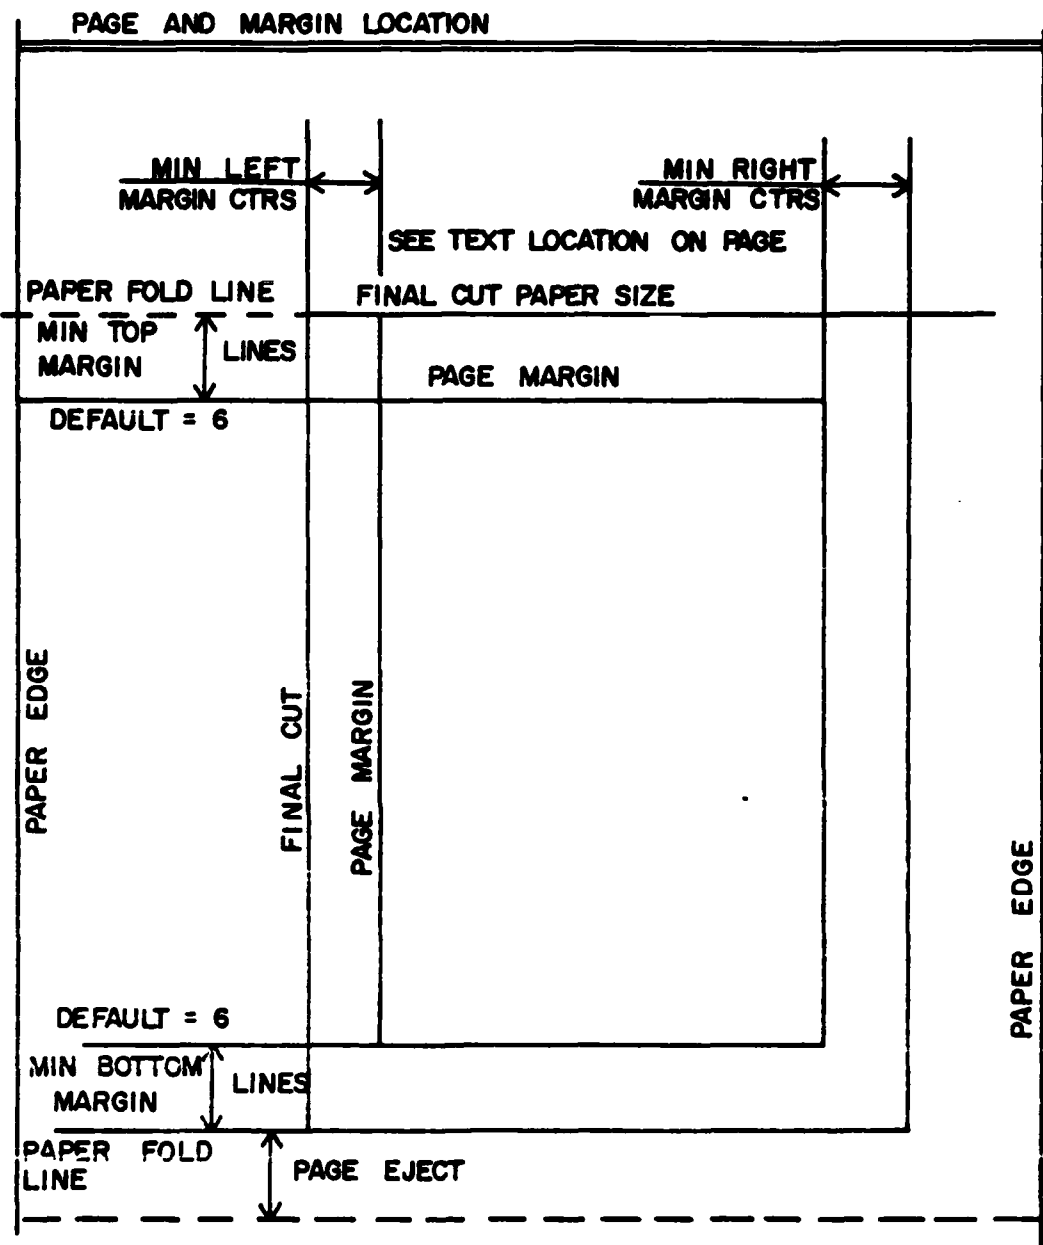 PAGE AND MARGIN LOCATION
MIN LEFT
MARGIN CTRS
MIN RIGHT
MARGIN CTRS
SEE TEXT LOCATION ON PAGE
PAPER FOLD LINE
FINAL CUT PAPER SIZE
MIN TOP
MARGIN
LINES
PAGE MARGIN
DEFAULT = 6
PAPER EDGE
FINAL CUT
PAGE MARGIN
PAPER EDGE
DEFAULT = 6
MIN BOTTOM
MARGIN
LINES
PAPER FOLD
LINE
PAGE EJECT